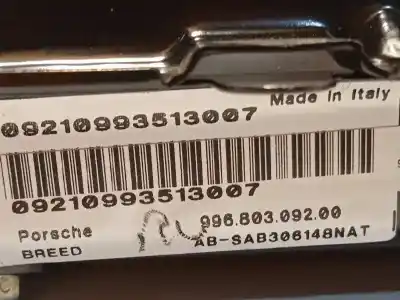 09210993513007
Made in Italy
09210993513007
Porsche
996.803.092.00
BREED
AB-SAB306148NAT